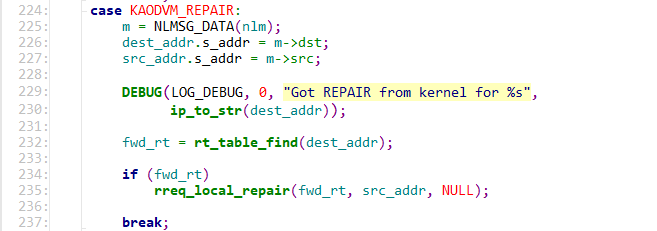 224: case KAODVM_REPAIR:
225: m = NLMSG_DATA(nlm);
226: dest_addr.s_addr = m->dst;
227: src_addr.s_addr = m->src;
228:
229: DEBUG(LOG_DEBUG, 0, "Got REPAIR from kernel for %s",
230: ip_to_str(dest_addr));
231:
232: fwd_rt = rt_table_find(dest_addr);
233:
234: if (fwd_rt)
235: rreq_local_repair(fwd_rt, src_addr, NULL);
236:
237: break;